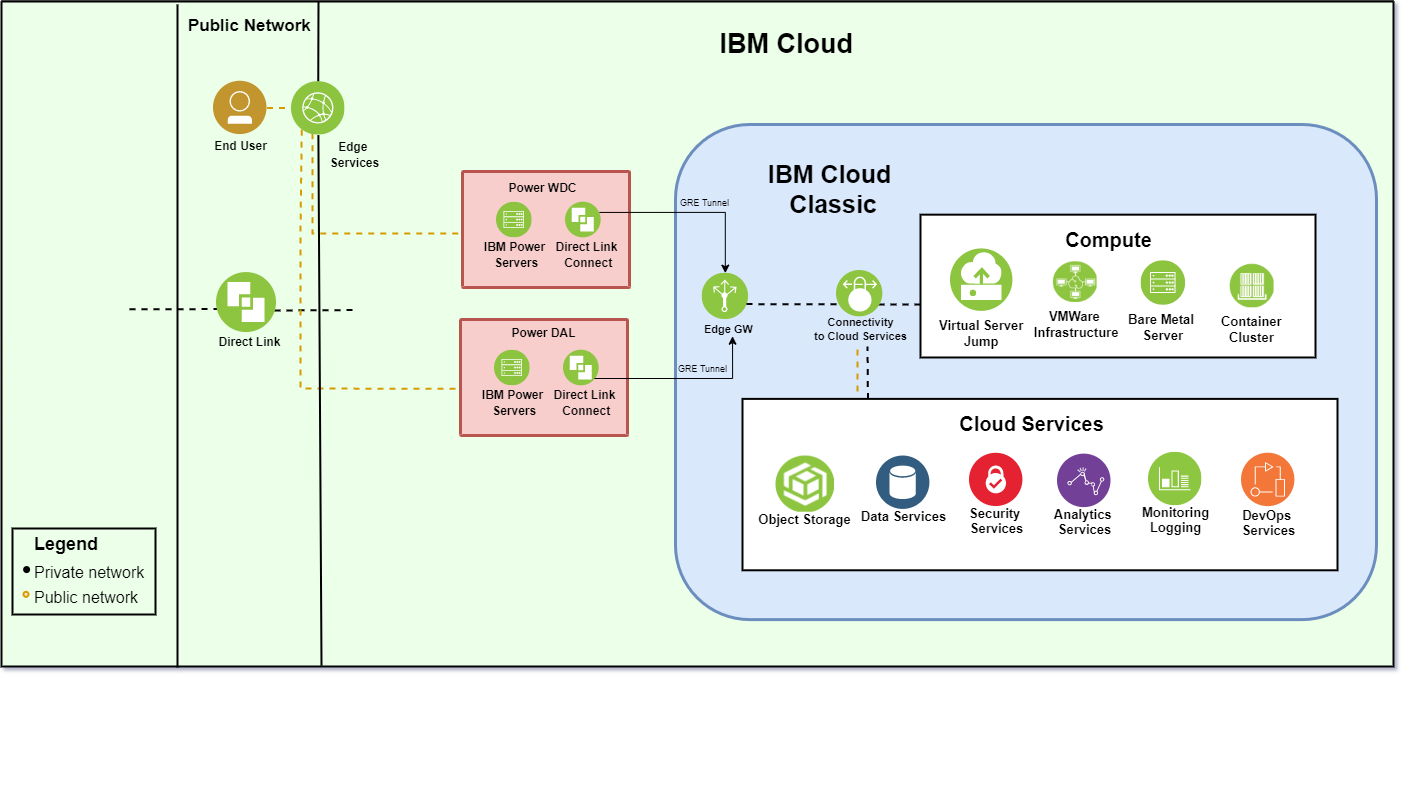 Public Network
IBM Cloud
End User
Edge
Services
Direct Link
Power WDC
IBM Power
Servers
Direct Link
Connect
GRE Tunnel
Power DAL
IBM Power
Servers
Direct Link
Connect
GRE Tunnel
IBM Cloud
Classic
Edge GW
Connectivity
to Cloud Services
Compute
Virtual Server
Jump
VMWare
Infrastructure
Bare Metal
Server
Container
Cluster
Cloud Services
Object Storage
Data Services
Security
Services
Analytics
Services
Monitoring
Logging
DevOps
Services
Legend
Private network
Public network